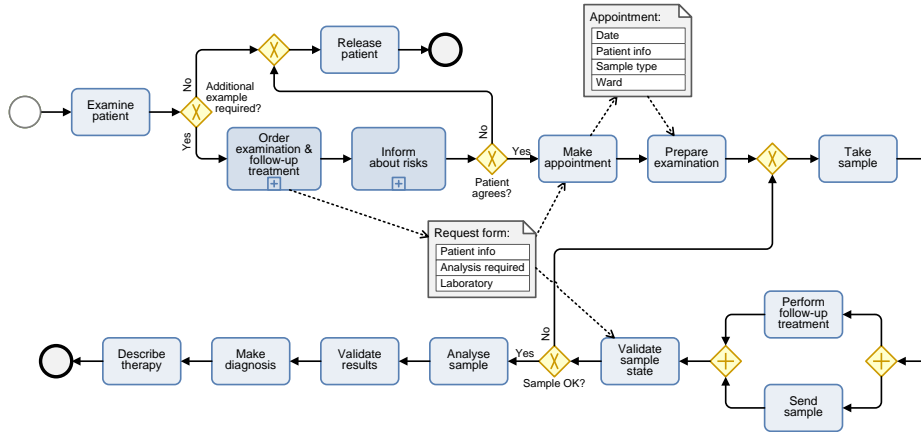 Appointment:
Date
Patient info
Sample type
Ward
Release
patient
No
Additional
example
required?
Examine
patient
Yes
Order
examination &
follow-up
treatment
Inform
about risks
No
Yes
Patient
agrees?
Make
appointment
Prepare
examination
Take
sample
Request form:
Patient info
Analysis required
Laboratory
Perform
follow-up
treatment
No
Describe
therapy
Make
diagnosis
Validate
results
Analyse
sample
Yes
Sample OK?
Validate
sample
state
Send
sample